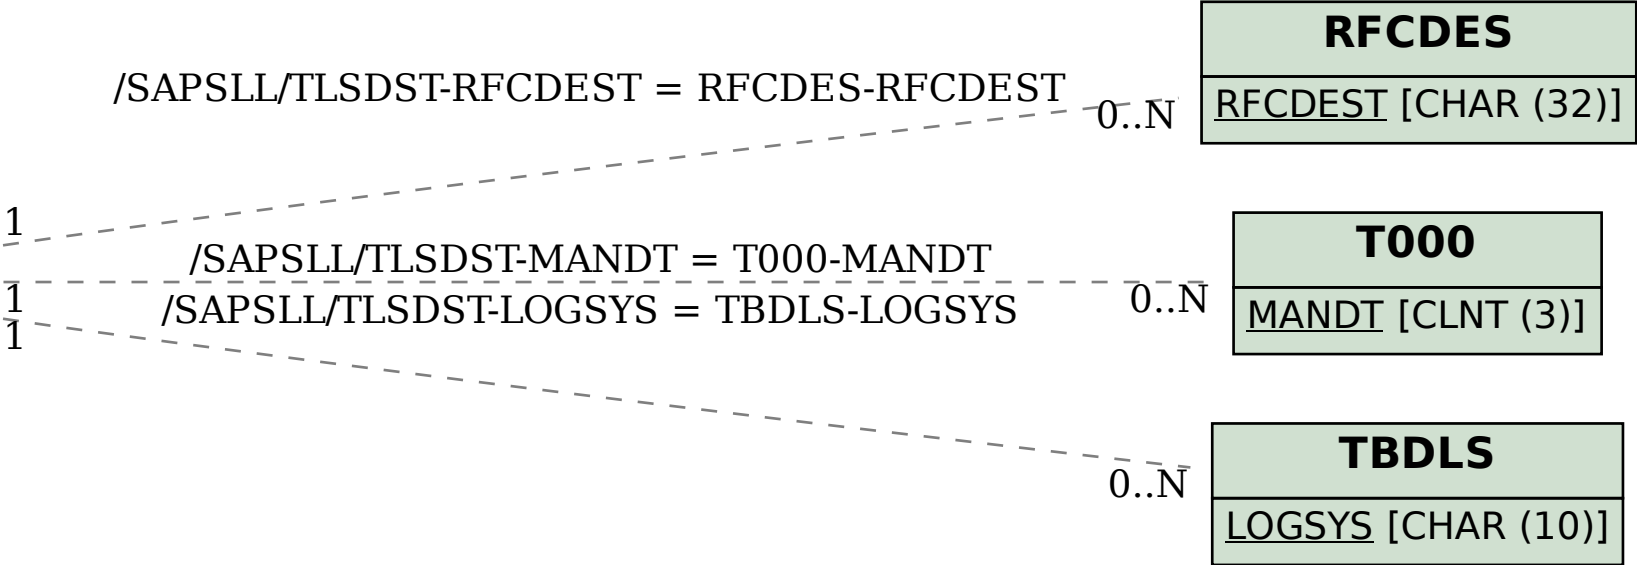 RFCDES
/SAPSLL/TLSDST-RFCDEST = RFCDES-RFCDEST
0..N
RFCDEST [CHAR (32)]
1
/SAPSLL/TLSDST-MANDT = T000-MANDT
T000
1
0..N
MANDT [CLNT (3)]
/SAPSLL/TLSDST-LOGSYS = TBDLS-LOGSYS
1
TBDLS
0..N
LOGSYS [CHAR (10)]